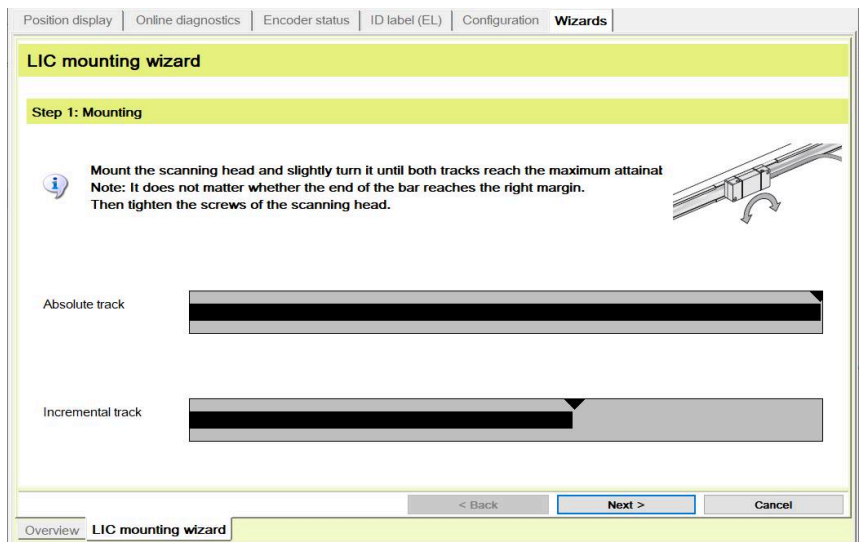 Position display Online diagnostics Encoder status ID label (EL) Configuration Wizards
LIC mounting wizard
Step 1: Mounting
Mount the scanning head and slightly turn it until both tracks reach the maximum attainab
Note: It does not matter whether the end of the bar reaches the right margin.
Then tighten the screws of the scanning head.
Absolute track
Incremental track
< Back Next > Cancel
Overview LIC mounting wizard